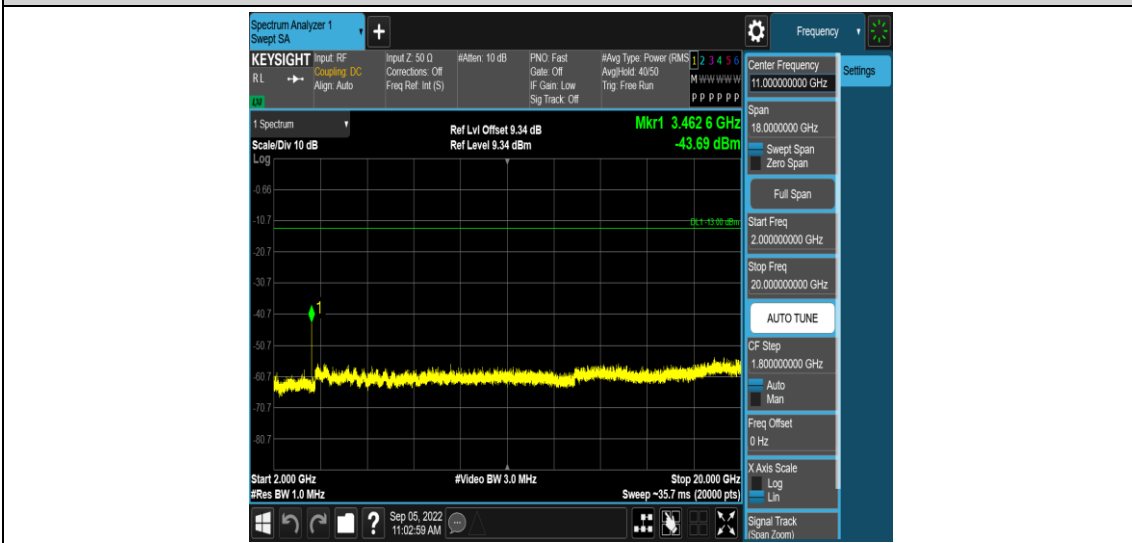 Spectrum Analyzer 1
Swept SA
+
Frequency
KEYSIGHT
RL
Input: RF
Coupling: DC
Align: Auto
Input Z: 50 Ω
Corrections: Off
Freq Ref: Int (S)
#Atten: 10 dB
PNO: Fast
Gate: Off
IF Gain: Low
Sig Track: Off
#Avg Type: Power (RMS
Avg|Hold: 40/50
Trig: Free Run
1 2 3 4 5 6
M W W W W W
P P P P P P
1 Spectrum
Scale/Div 10 dB
Log
Ref Lvl Offset 9.34 dB
Ref Level 9.34 dBm
Mkr1 3.462 6 GHz
-43.69 dBm
-0.66
-10.7
DL1 -13.00 dBm
-20.7
-30.7
-40.7
1
-50.7
-60.7
-70.7
-80.7
Start 2.000 GHz
#Res BW 1.0 MHz
#Video BW 3.0 MHz
Stop 20.000 GHz
Sweep ~35.7 ms (20000 pts)
?
Sep 05, 2022
11:02:59 AM
Center Frequency
11.000000000 GHz
Settings
Span
18.0000000 GHz
Swept Span
Zero Span
Full Span
Start Freq
2.000000000 GHz
Stop Freq
20.000000000 GHz
AUTO TUNE
CF Step
1.800000000 GHz
Auto
Man
Freq Offset
0 Hz
X Axis Scale
Log
Lin
Signal Track
(Span Zoom)